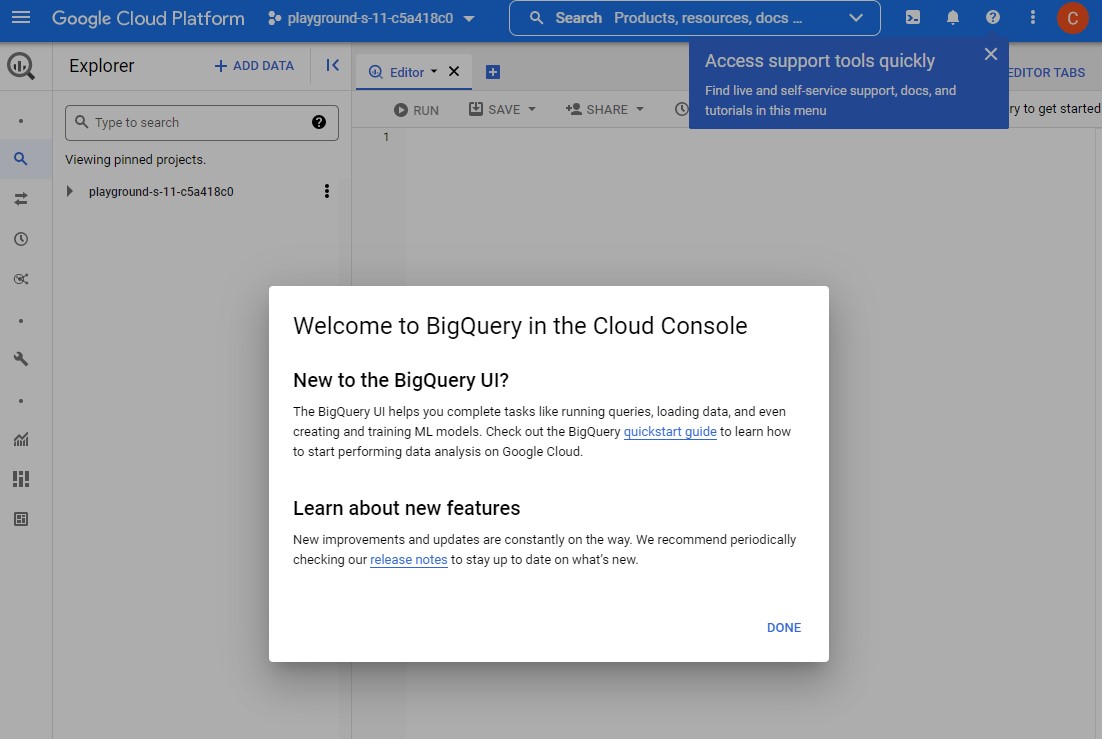 Google Cloud Platform
playground-s-11-c5a418c0
Search Products, resources, docs ...
C
Explorer
+ ADD DATA
Editor
EDITOR TABS
Access support tools quickly
Find live and self-service support, docs, and
tutorials in this menu
RUN
SAVE
SHARE
ry to get started
Type to search
?
1
Viewing pinned projects.
playground-s-11-c5a418c0
Welcome to BigQuery in the Cloud Console
New to the BigQuery UI?
The BigQuery UI helps you complete tasks like running queries, loading data, and even
creating and training ML models. Check out the BigQuery quickstart guide to learn how
to start performing data analysis on Google Cloud.
Learn about new features
New improvements and updates are constantly on the way. We recommend periodically
checking our release notes to stay up to date on what's new.
DONE